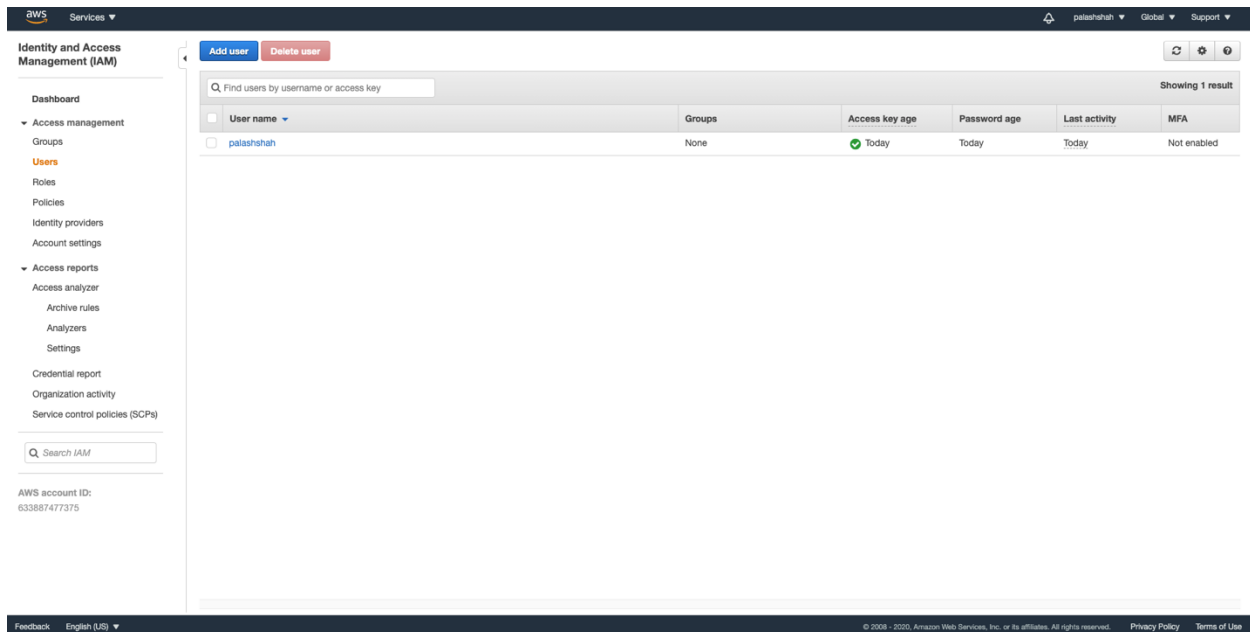 aws Services ▼ palashshah ▼ Global ▼ Support ▼
Identity and Access
Management (IAM)
Dashboard
Access management
Groups
Users
Roles
Policies
Identity providers
Account settings
Access reports
Access analyzer
Archive rules
Analyzers
Settings
Credential report
Organization activity
Service control policies (SCPs)
Search IAM
AWS account ID:
633887477375
Add user Delete user
Find users by username or access key Showing 1 result
User name Groups Access key age Password age Last activity MFA
palashshah None Today Today Today Not enabled
Feedback English (US) ▼ © 2008 - 2020, Amazon Web Services, Inc. or its affiliates. All rights reserved. Privacy Policy Terms of Use